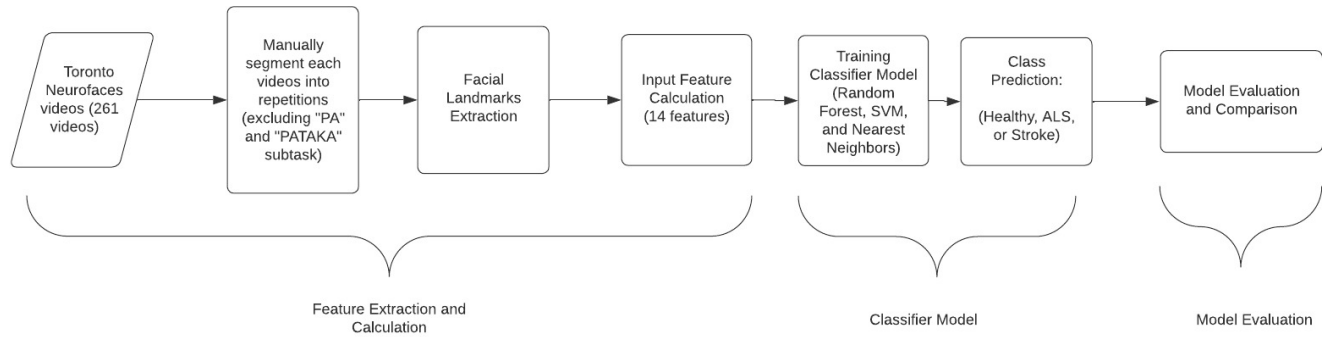 Toronto
Neurofaces
videos (261
videos)
Manually
segment each
videos into
repetitions
(excluding "PA"
and "PATAKA"
subtask)
Facial
Landmarks
Extraction
Input Feature
Calculation
(14 features)
Training
Classifier Model
(Random
Forest, SVM,
and Nearest
Neighbors)
Class
Prediction:
(Healthy, ALS,
or Stroke)
Model Evaluation
and Comparison
Feature Extraction and
Calculation
Classifier Model
Model Evaluation